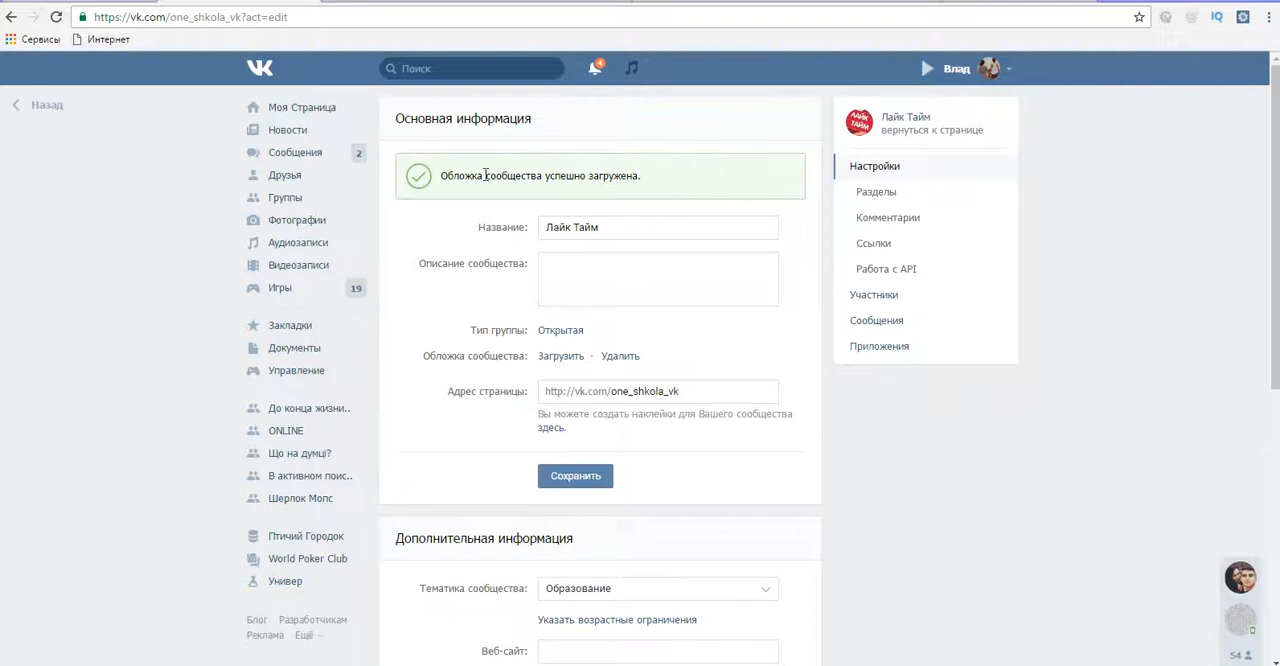 https://vk.com/one_shkola_vk?act=edit
IQ
Сервисы Интернет
Поиск 4 Влад
Назад
Моя Страница
Новости
Сообщения 2
Друзья
Группы
Фотографии
Аудиозаписи
Видеозаписи
Игры 19
Закладки
Документы
Управление
До конца жизни..
ONLINE
Що на думці?
В активном поис..
Шерлок Мопс
Птичий Городок
World Poker Club
Универ
Блог Разработчикам
Реклама Ещё
Основная информация
Обложка сообщества успешно загружена.
Название: Лайк Тайм
Описание сообщества:
Тип группы: Открытая
Обложка сообщества: Загрузить · Удалить
Адрес страницы: http://vk.com/one_shkola_vk
Вы можете создать наклейки для Вашего сообщества
здесь.
Сохранить
Дополнительная информация
Тематика сообщества: Образование
Указать возрастные ограничения
Веб-сайт:
ЛАЙК
ТАЙМ
Лайк Тайм
вернуться к странице
Настройки
Разделы
Комментарии
Ссылки
Работа с API
Участники
Сообщения
Приложения
54